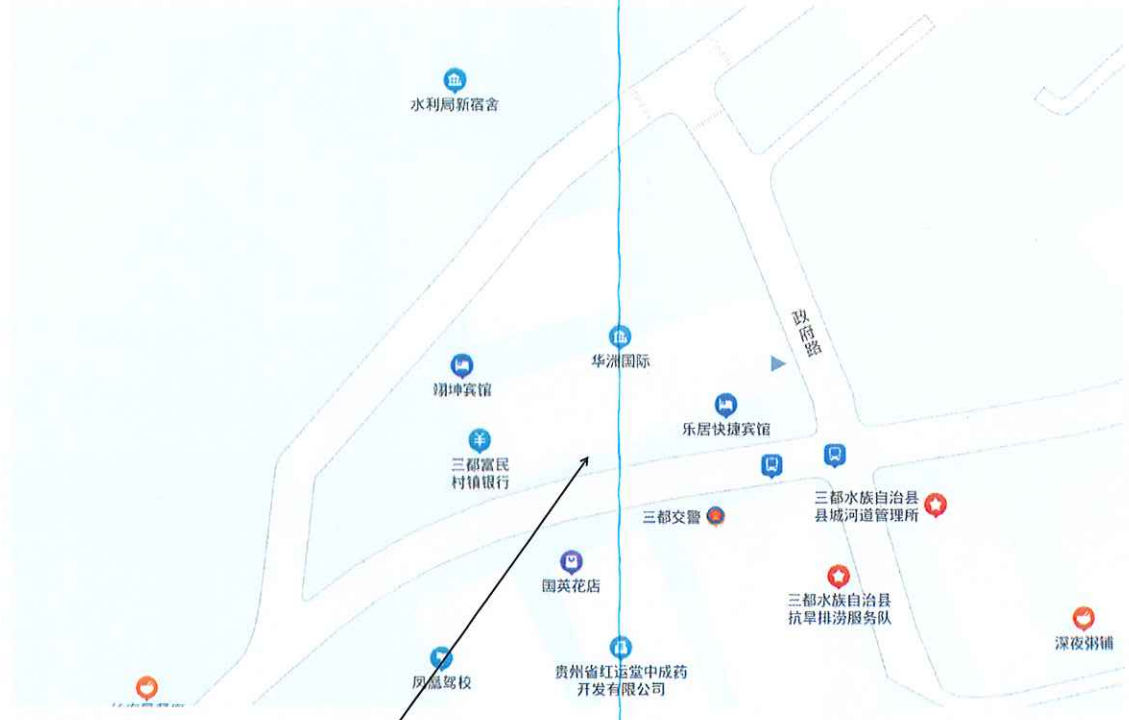 水利局新宿舍
政府路
华洲国际
翊坤宾馆
乐居快捷宾馆
三都富民
村镇银行
三都水族自治县
县城河道管理所
三都交警
国英花店
三都水族自治县
抗旱排涝服务队
深夜粥铺
贵州省红运堂中成药
开发有限公司
凤凰驾校